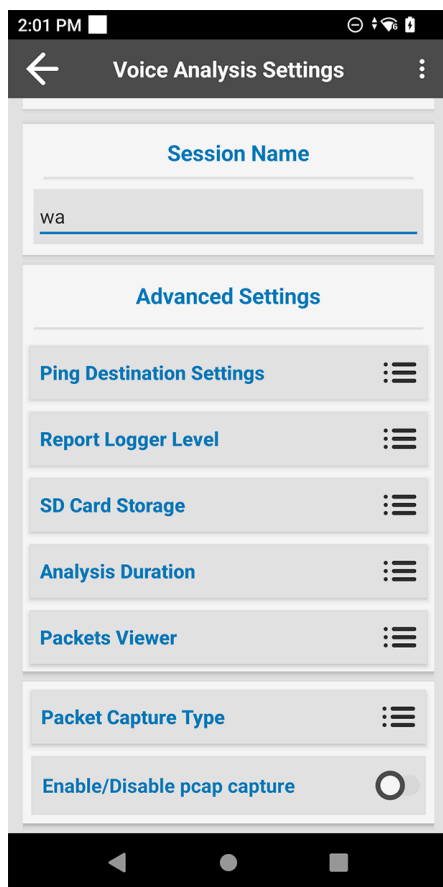 2:01 PM
6
Voice Analysis Settings
Session Name
wa
Advanced Settings
Ping Destination Settings
Report Logger Level
SD Card Storage
Analysis Duration
Packets Viewer
Packet Capture Type
Enable/Disable pcap capture